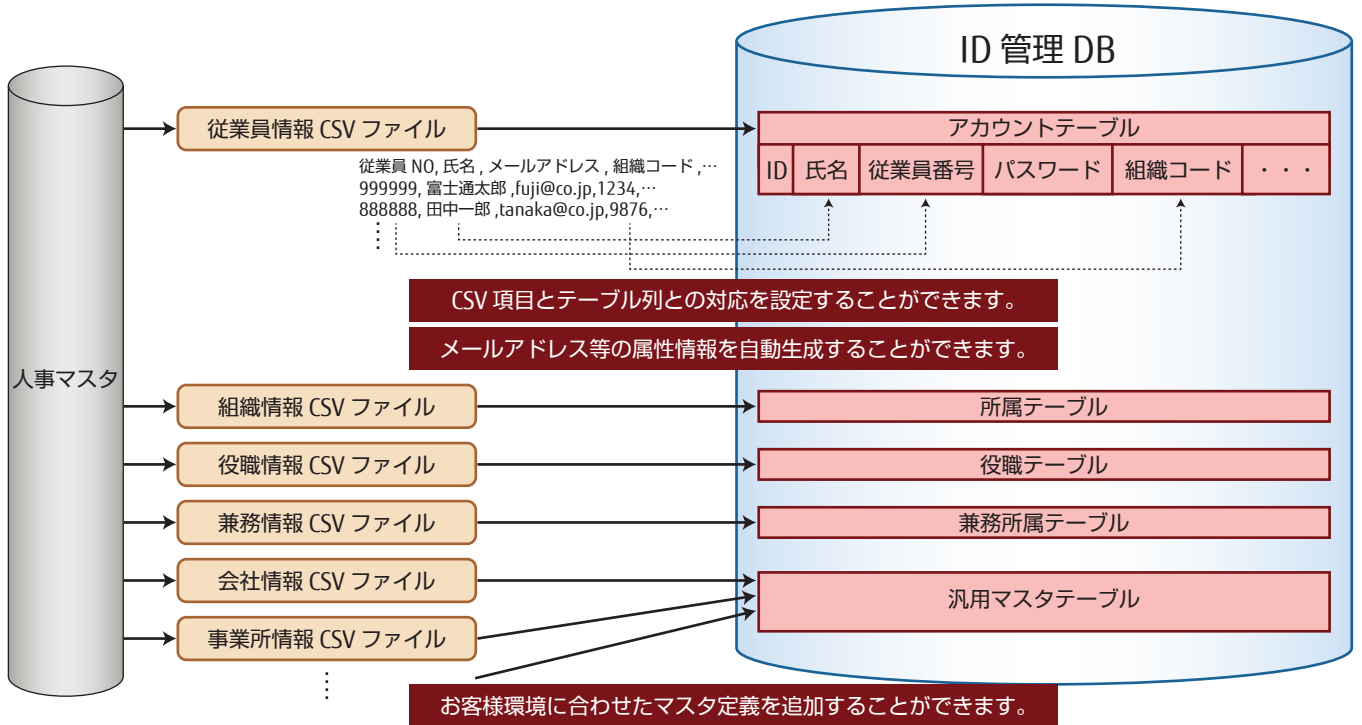 ID 管理 DB
従業員情報 CSV ファイル
アカウントテーブル
従業員 NO, 氏名 , メールアドレス , 組織コード ,…
999999, 富士通太郎 ,fuji@co.jp,1234,…
888888, 田中一郎 ,tanaka@co.jp,9876,…
⋮
ID 氏名 従業員番号 パスワード 組織コード ・・・
CSV 項目とテーブル列との対応を設定することができます。
メールアドレス等の属性情報を自動生成することができます。
人事マスタ
組織情報 CSV ファイル
所属テーブル
役職情報 CSV ファイル
役職テーブル
兼務情報 CSV ファイル
兼務所属テーブル
会社情報 CSV ファイル
汎用マスタテーブル
事業所情報 CSV ファイル
⋮
お客様環境に合わせたマスタ定義を追加することができます。